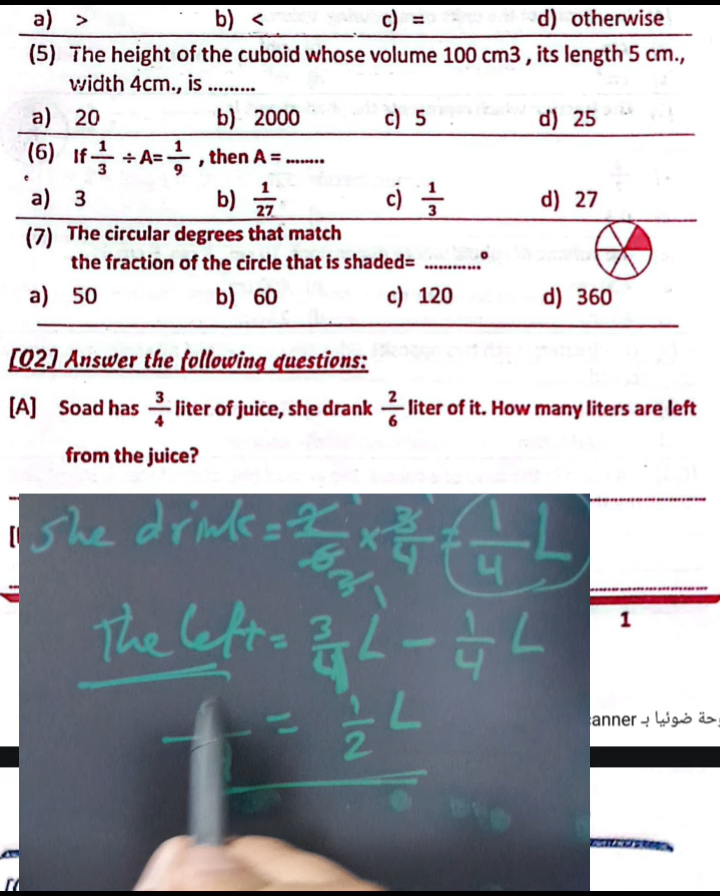 a) > b) < c) = d) otherwise
(5) The height of the cuboid whose volume 100 cm3 , its length 5 cm.,
width 4cm., is ..........
a) 20 b) 2000 c) 5 d) 25
(6) If 1/3 ÷ A= 1/9 , then A = ........
a) 3 b) 1/27 c) 1/3 d) 27
(7) The circular degrees that match
the fraction of the circle that is shaded= ............°
a) 50 b) 60 c) 120 d) 360
[O2] Answer the following questions:
[A] Soad has 3/4 liter of juice, she drank 2/6 liter of it. How many liters are left
from the juice?
She drink = 2/6 × 3/4 = 1/4 L
The left = 3/4 L - 1/4 L
= 1/2 L
1